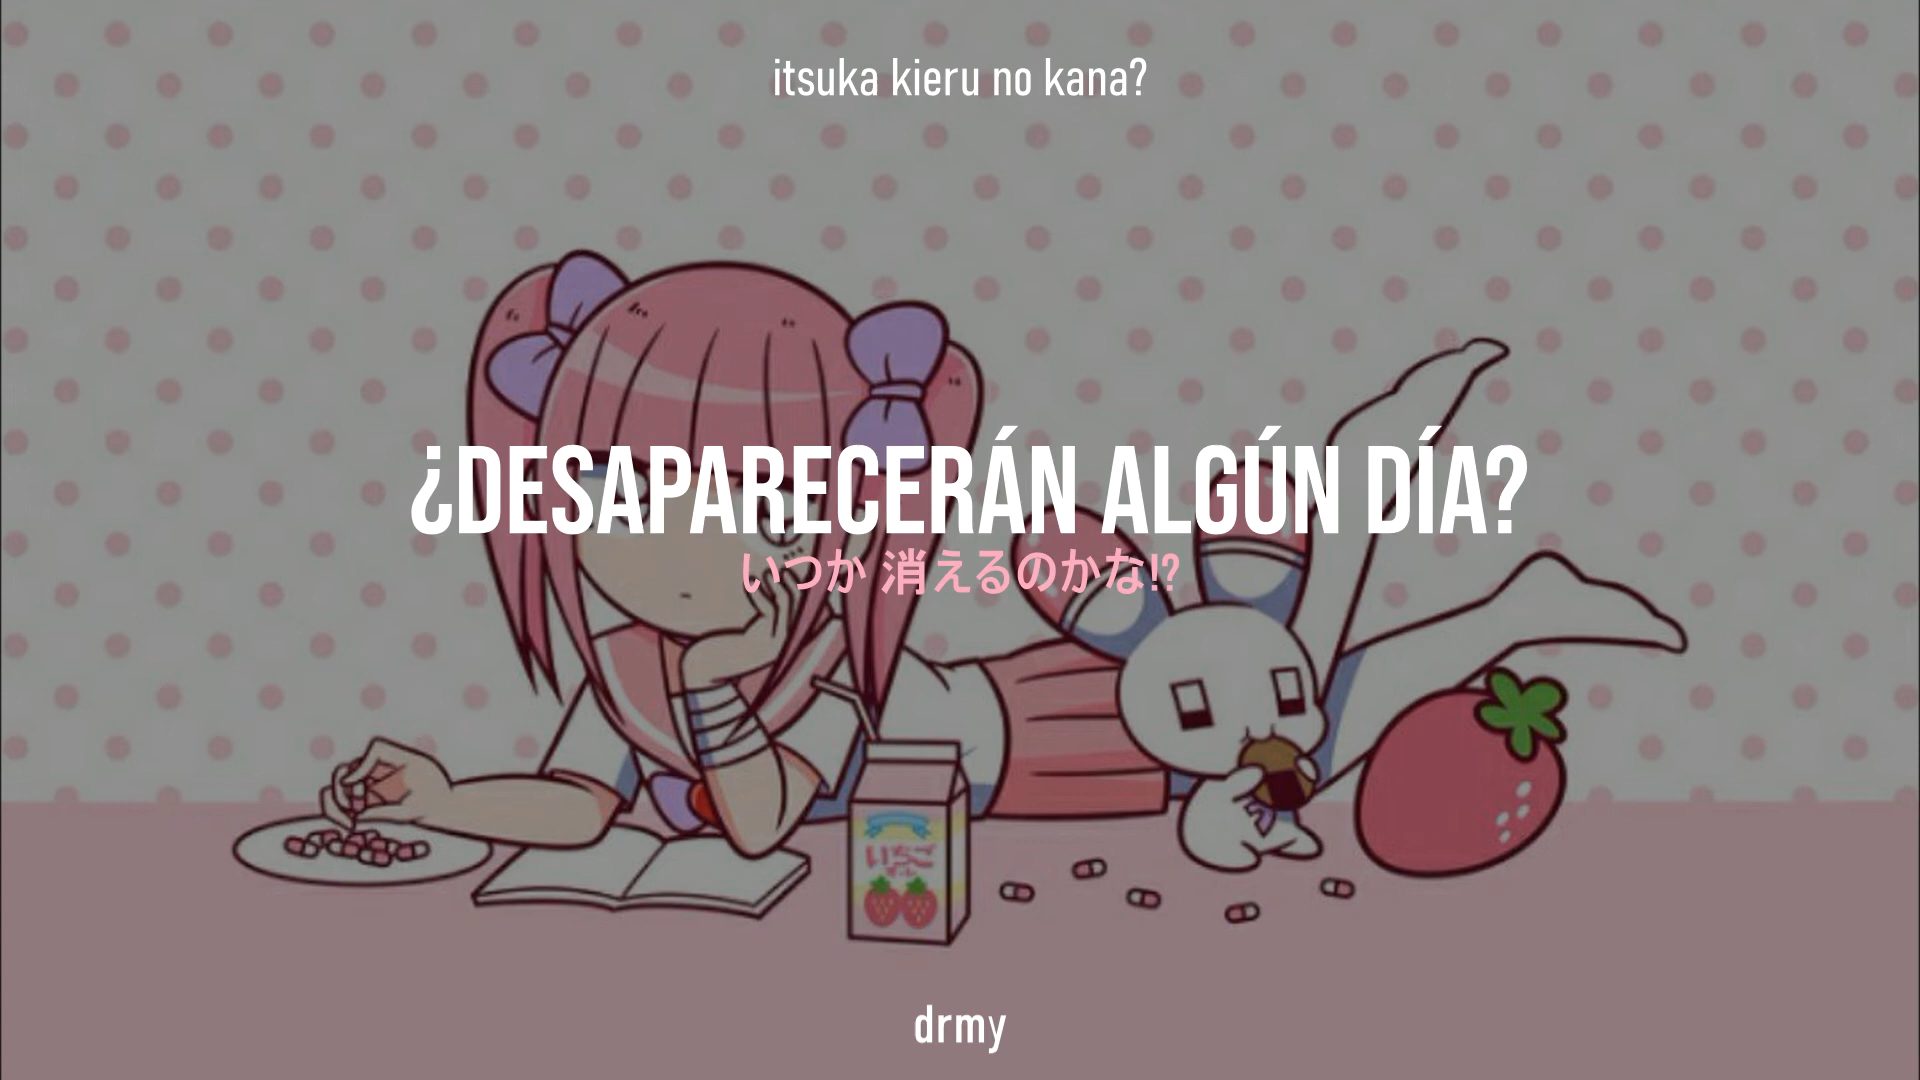 itsuka kieru no kana?
¿DESAPARECERÁN ALGÚN DÍA?
いつか 消えるのかな!?
いちご
drmy